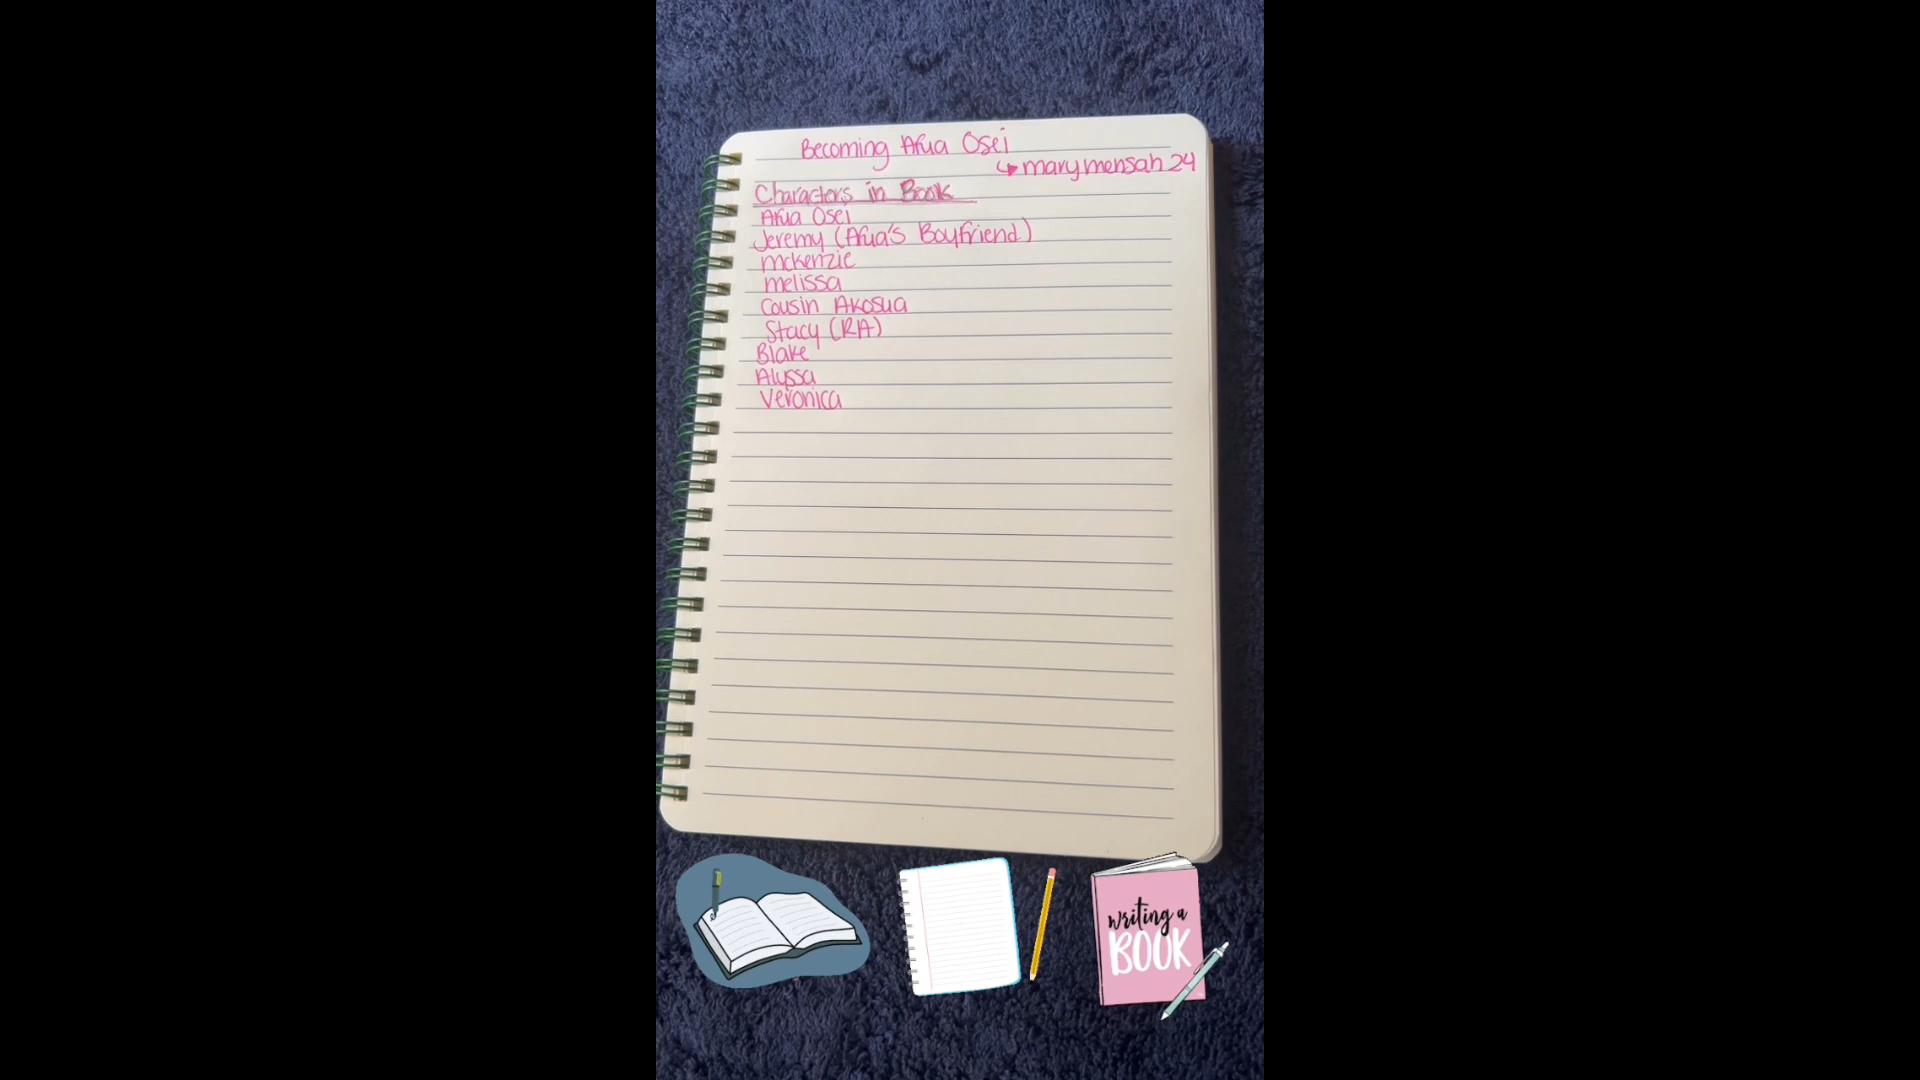 Becoming Afua Osei
↳ marymensah24
Characters in Book
Afua Osei
Jeremy (Afua's Boyfriend)
mckenzie
melissa
Cousin Akosua
Stacy (RA)
Blake
Alyssa
Veronica
writing a
BOOK